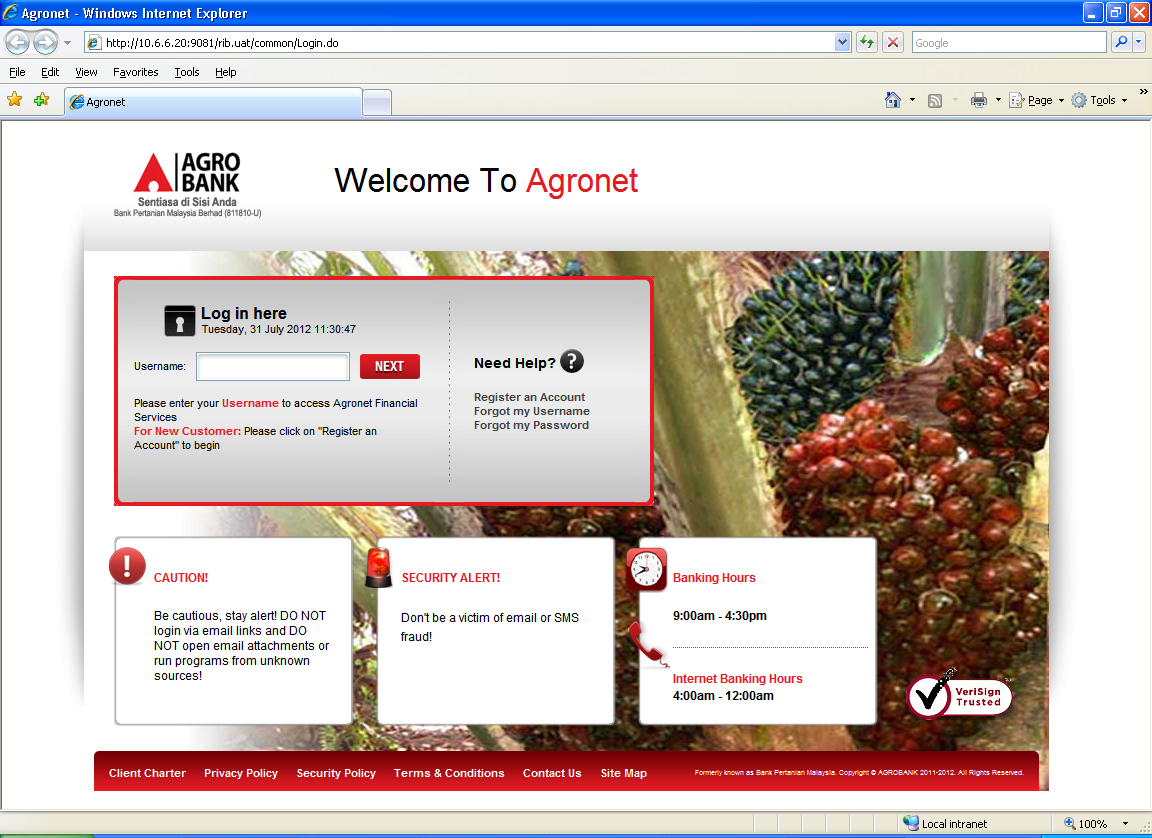 Agronet - Windows Internet Explorer
http://10.6.6.20:9081/rib.uat/common/Login.do
Google
File Edit View Favorites Tools Help
Agronet
Page Tools
AGRO
BANK
Sentiasa di Sisi Anda
Bank Pertanian Malaysia Berhad (811810-U)
Welcome To Agronet
Log in here
Tuesday, 31 July 2012 11:30:47
Username:
NEXT
Please enter your Username to access Agronet Financial
Services
For New Customer: Please click on "Register an
Account" to begin
Need Help? ?
Register an Account
Forgot my Username
Forgot my Password
!
CAUTION!
Be cautious, stay alert! DO NOT
login via email links and DO
NOT open email attachments or
run programs from unknown
sources!
SECURITY ALERT!
Don't be a victim of email or SMS
fraud!
Banking Hours
9:00am - 4:30pm
Internet Banking Hours
4:00am - 12:00am
VeriSign
Trusted
Client Charter Privacy Policy Security Policy Terms & Conditions Contact Us Site Map
Formerly known as Bank Pertanian Malaysia. Copyright © AGROBANK 2011-2012. All Rights Reserved.
Local intranet
100%